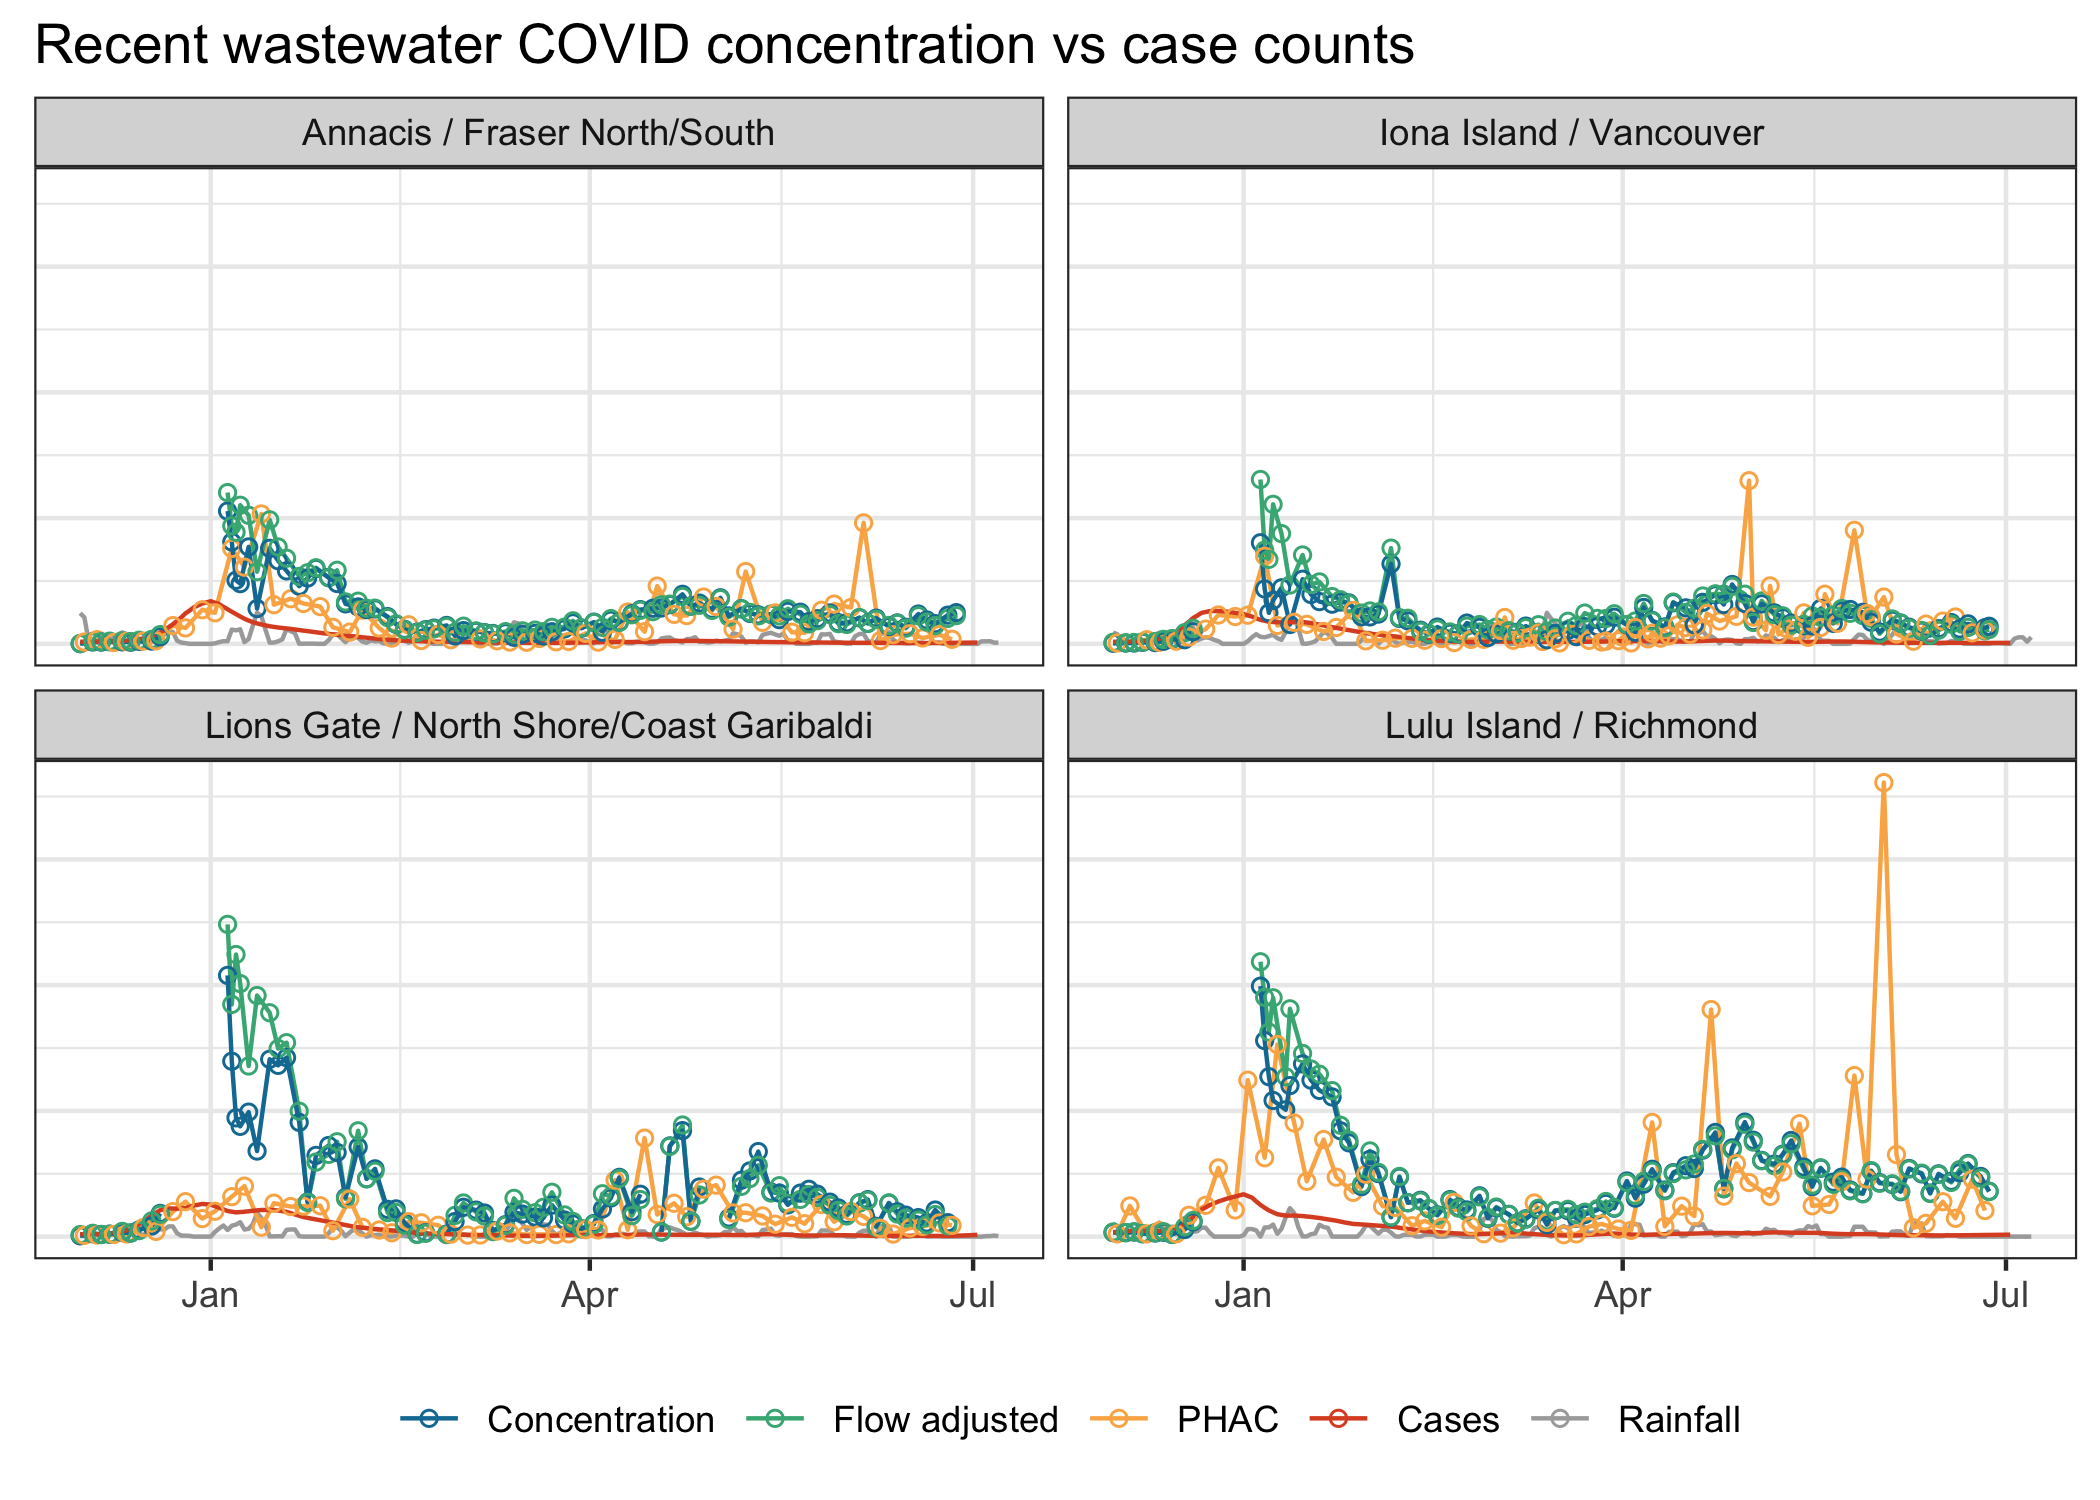 Recent wastewater COVID concentration vs case counts
Annacis / Fraser North/South
Iona Island / Vancouver
Lions Gate / North Shore/Coast Garibaldi
Lulu Island / Richmond
Jan Apr Jul Jan Apr Jul
Concentration Flow adjusted PHAC Cases Rainfall